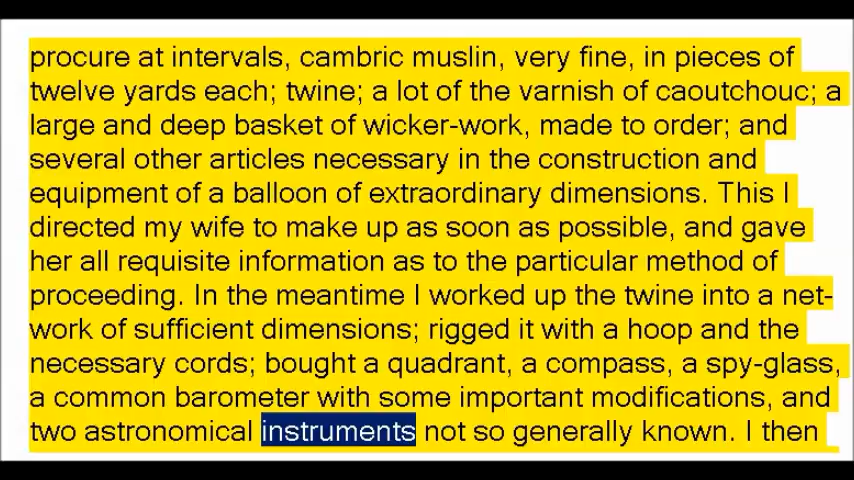 procure at intervals, cambric muslin, very fine, in pieces of
twelve yards each; twine; a lot of the varnish of caoutchouc; a
large and deep basket of wicker-work, made to order; and
several other articles necessary in the construction and
equipment of a balloon of extraordinary dimensions. This I
directed my wife to make up as soon as possible, and gave
her all requisite information as to the particular method of
proceeding. In the meantime I worked up the twine into a net-
work of sufficient dimensions; rigged it with a hoop and the
necessary cords; bought a quadrant, a compass, a spy-glass,
a common barometer with some important modifications, and
two astronomical instruments not so generally known. I then